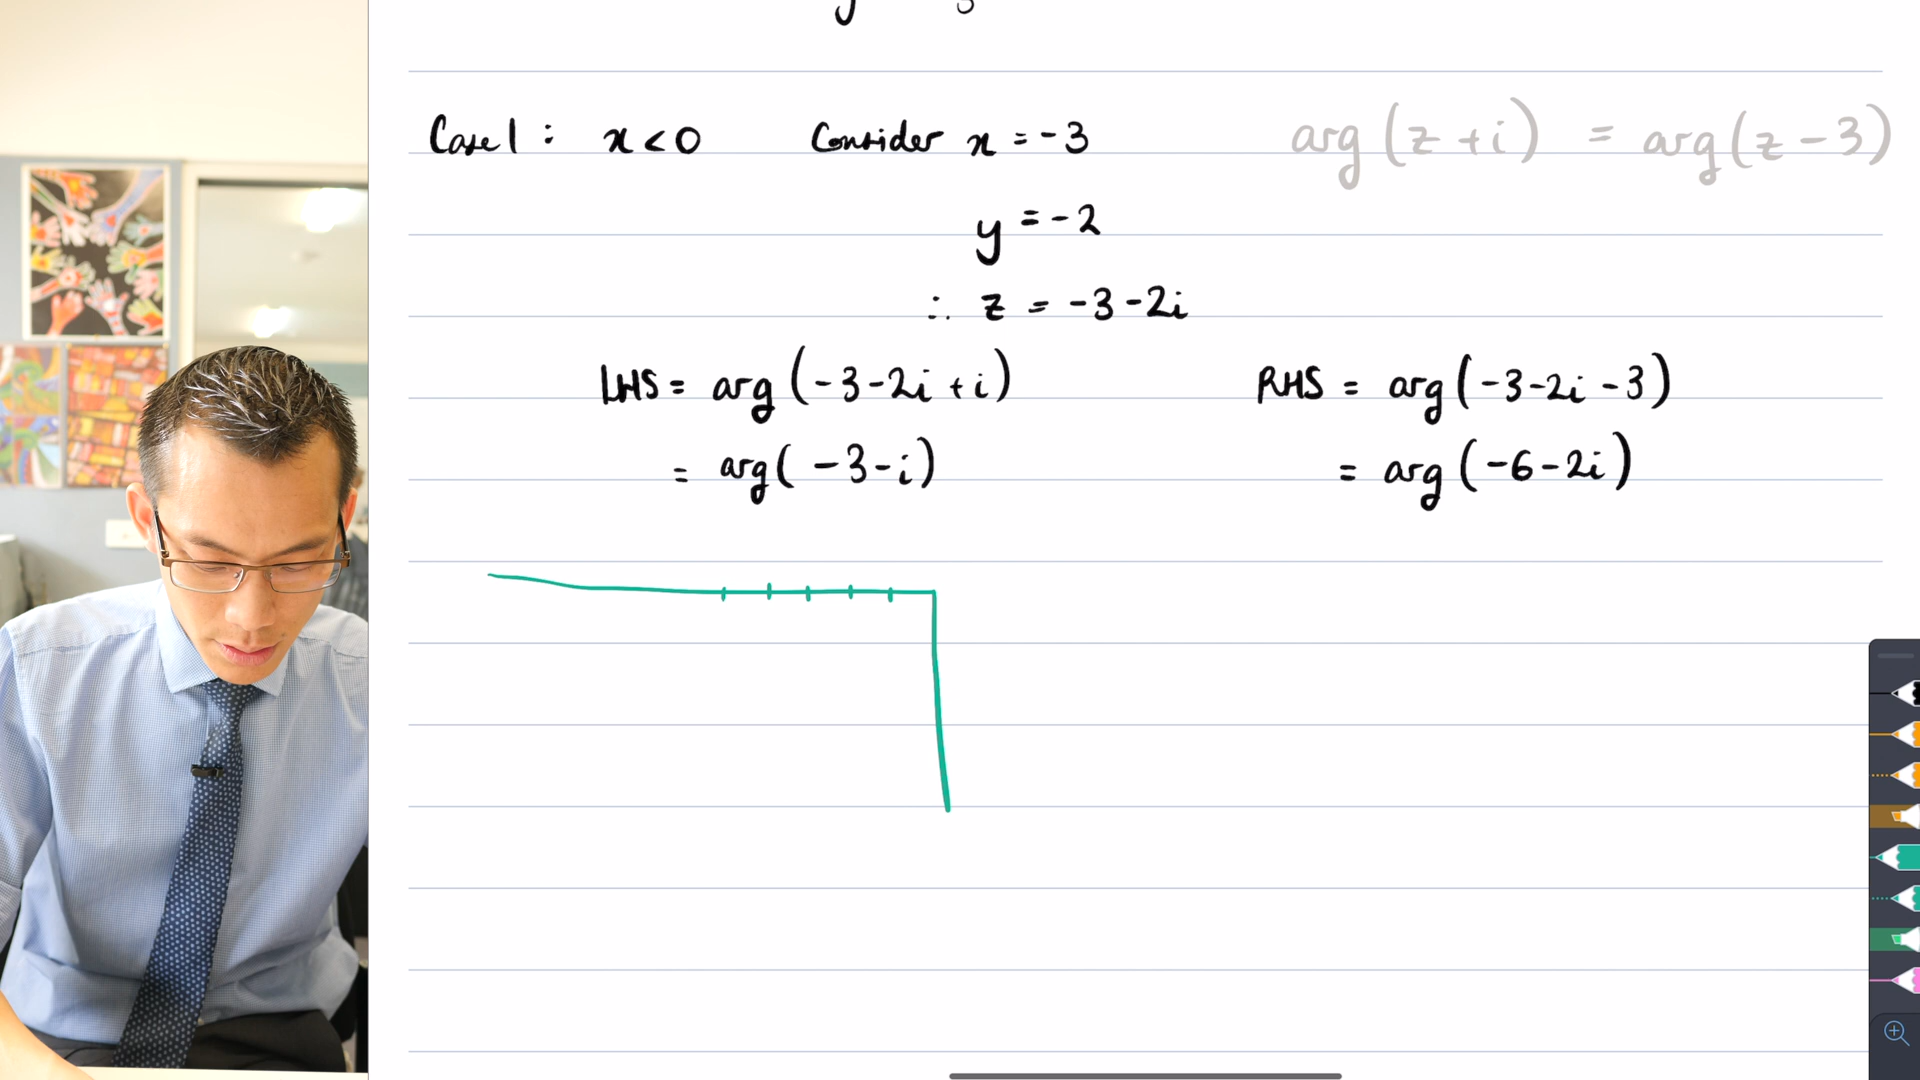 Case 1 : x < 0 Consider x = -3 arg (z + i) = arg (z - 3)
y = -2
∴ z = -3 - 2i
LHS = arg (-3 - 2i + i) RHS = arg (-3 - 2i - 3)
= arg ( -3 - i) = arg (-6 - 2i)